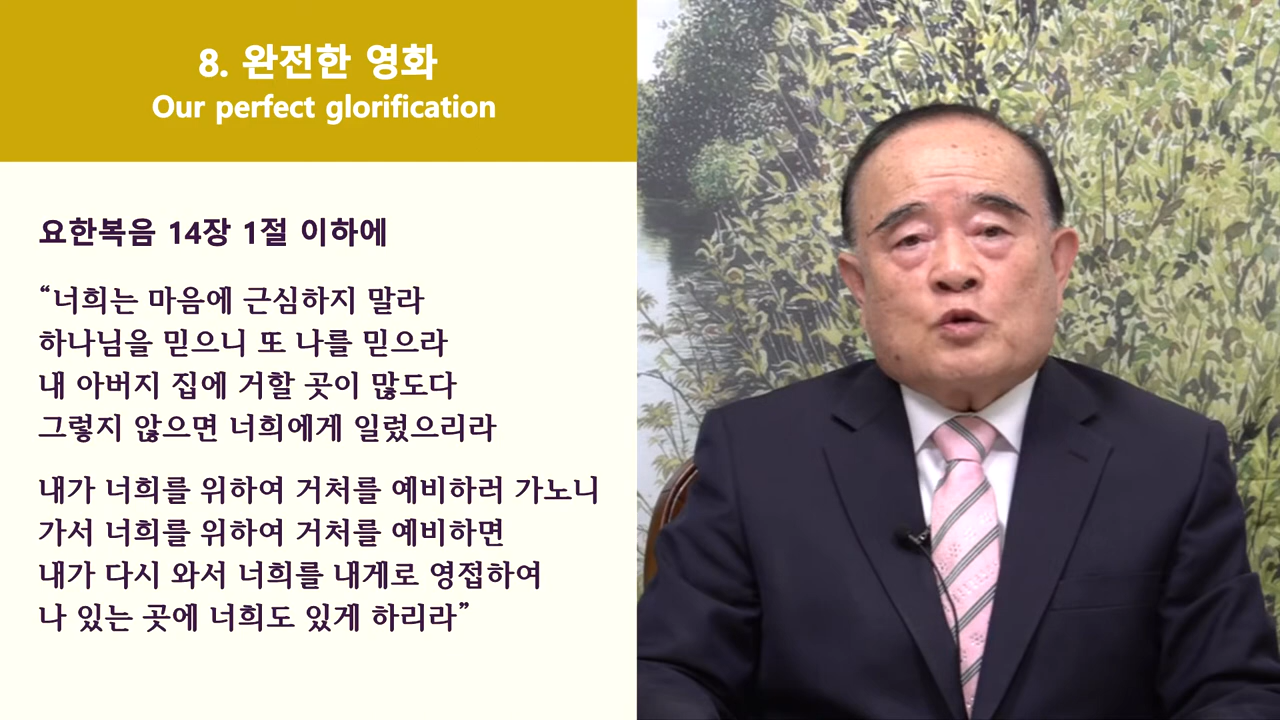 8. 완전한 영화
Our perfect glorification
요한복음 14장 1절 이하에
“너희는 마음에 근심하지 말라
하나님을 믿으니 또 나를 믿으라
내 아버지 집에 거할 곳이 많도다
그렇지 않으면 너희에게 일렀으리라
내가 너희를 위하여 거처를 예비하러 가노니
가서 너희를 위하여 거처를 예비하면
내가 다시 와서 너희를 내게로 영접하여
나 있는 곳에 너희도 있게 하리라”